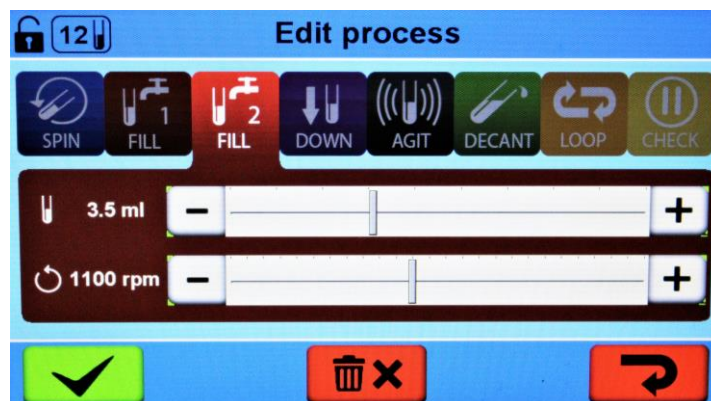 12
Edit process
SPIN
1
FILL
2
FILL
DOWN
AGIT
DECANT
LOOP
CHECK
3.5 ml
1100 rpm